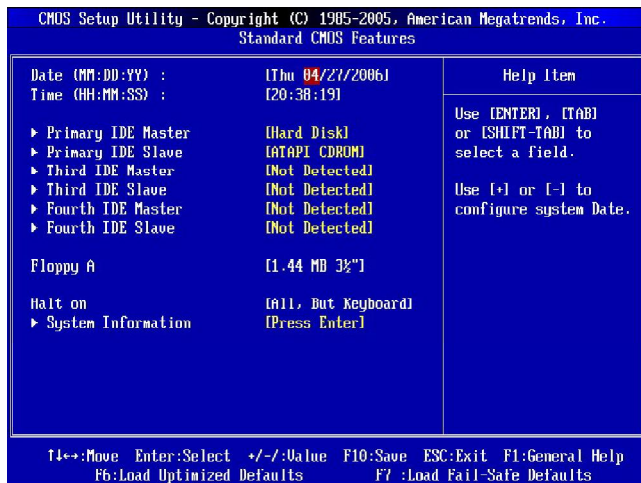 CMOS Setup Utility - Copyright (C) 1985-2005, American Megatrends, Inc.
Standard CMOS Features
Date (MM:DD:YY) : [Thu 04/27/2006]
Time (HH:MM:SS) : [20:38:19]
▶ Primary IDE Master [Hard Disk]
▶ Primary IDE Slave [ATAPI CDROM]
▶ Third IDE Master [Not Detected]
▶ Third IDE Slave [Not Detected]
▶ Fourth IDE Master [Not Detected]
▶ Fourth IDE Slave [Not Detected]
Floppy A [1.44 MB 3½"]
Halt on [All, But Keyboard]
▶ System Information [Press Enter]
Help Item
Use [ENTER], [TAB]
or [SHIFT-TAB] to
select a field.
Use [+] or [-] to
configure system Date.
↑↓←→:Move Enter:Select +/-/:Value F10:Save ESC:Exit F1:General Help
F6:Load Optimized Defaults F7 :Load Fail-Safe Defaults